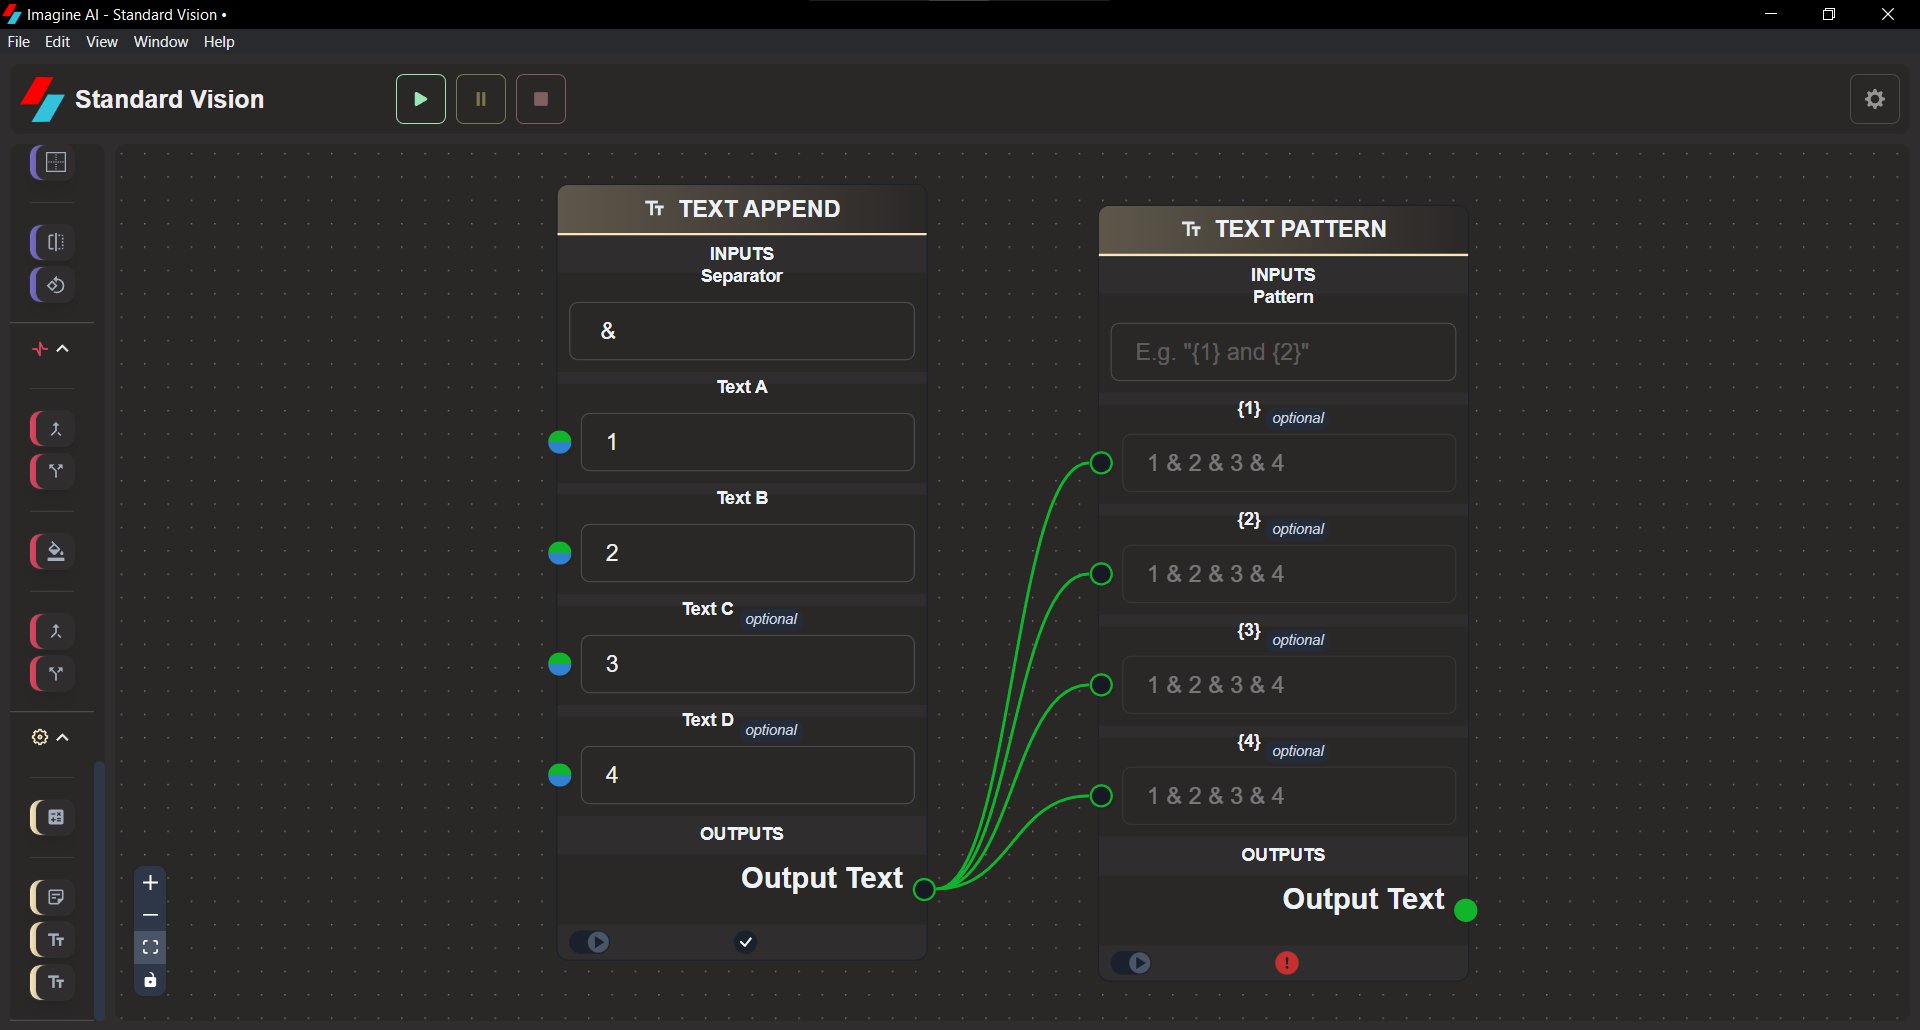 Imagine AI - Standard Vision •
File Edit View Window Help
Standard Vision
TEXT APPEND
INPUTS
Separator
&
Text A
1
Text B
2
Text C optional
3
Text D optional
4
OUTPUTS
Output Text
TEXT PATTERN
INPUTS
Pattern
E.g. "{1} and {2}"
{1} optional
1 & 2 & 3 & 4
{2} optional
1 & 2 & 3 & 4
{3} optional
1 & 2 & 3 & 4
{4} optional
1 & 2 & 3 & 4
OUTPUTS
Output Text